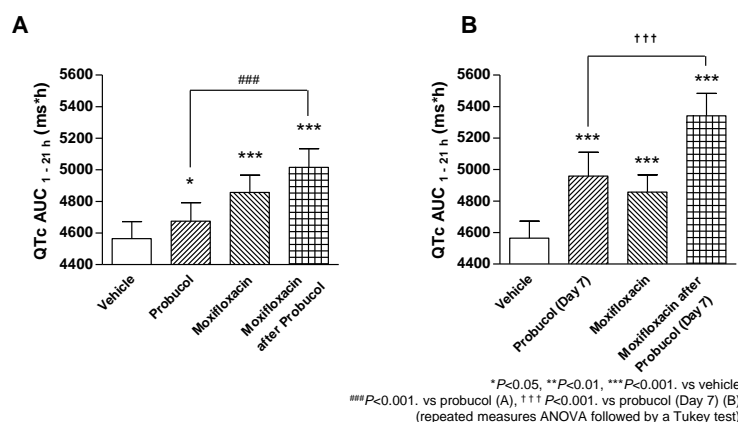 A
QTc AUC 1 - 21 h (ms*h)
5600
5400
5200
5000
4800
4600
4400
###
*
***
***
Vehicle
Probucol
Moxifloxacin
Moxifloxacin
after Probucol
B
QTc AUC 1 - 21 h (ms*h)
5600
5400
5200
5000
4800
4600
4400
†††
***
***
***
Vehicle
Probucol (Day 7)
Moxifloxacin
Moxifloxacin after
Probucol (Day 7)
*P<0.05, **P<0.01, ***P<0.001. vs vehicle
###P<0.001. vs probucol (A), ††† P<0.001. vs probucol (Day 7) (B)
(repeated measures ANOVA followed by a Tukey test)